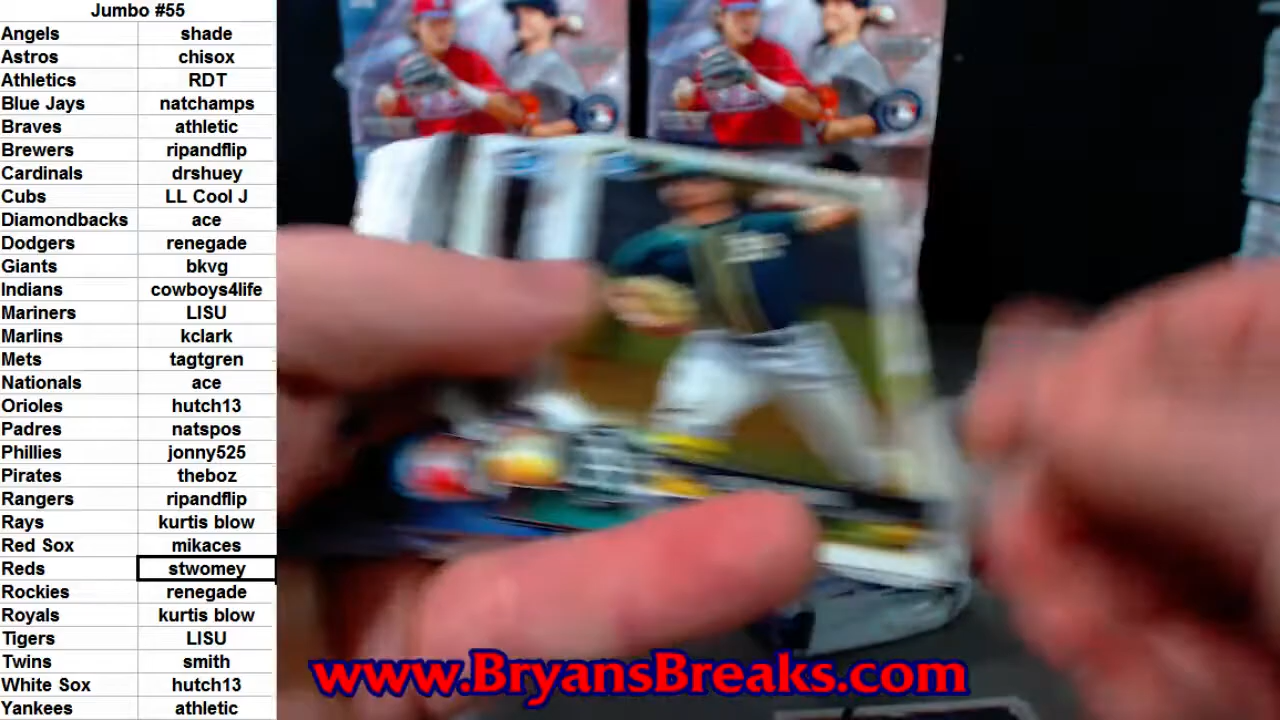 Jumbo #55
Angels shade
Astros chisox
Athletics RDT
Blue Jays natchamps
Braves athletic
Brewers ripandflip
Cardinals drshuey
Cubs LL Cool J
Diamondbacks ace
Dodgers renegade
Giants bkvg
Indians cowboys4life
Mariners LISU
Marlins kclark
Mets tagtgren
Nationals ace
Orioles hutch13
Padres natspos
Phillies jonny525
Pirates theboz
Rangers ripandflip
Rays kurtis blow
Red Sox mikaces
Reds stwomey
Rockies renegade
Royals kurtis blow
Tigers LISU
Twins smith
White Sox hutch13
Yankees athletic
www.BryansBreaks.com